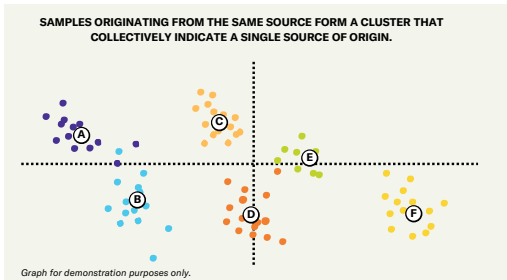 SAMPLES ORIGINATING FROM THE SAME SOURCE FORM A CLUSTER THAT
COLLECTIVELY INDICATE A SINGLE SOURCE OF ORIGIN.
C
A
E
B
D
F
Graph for demonstration purposes only.